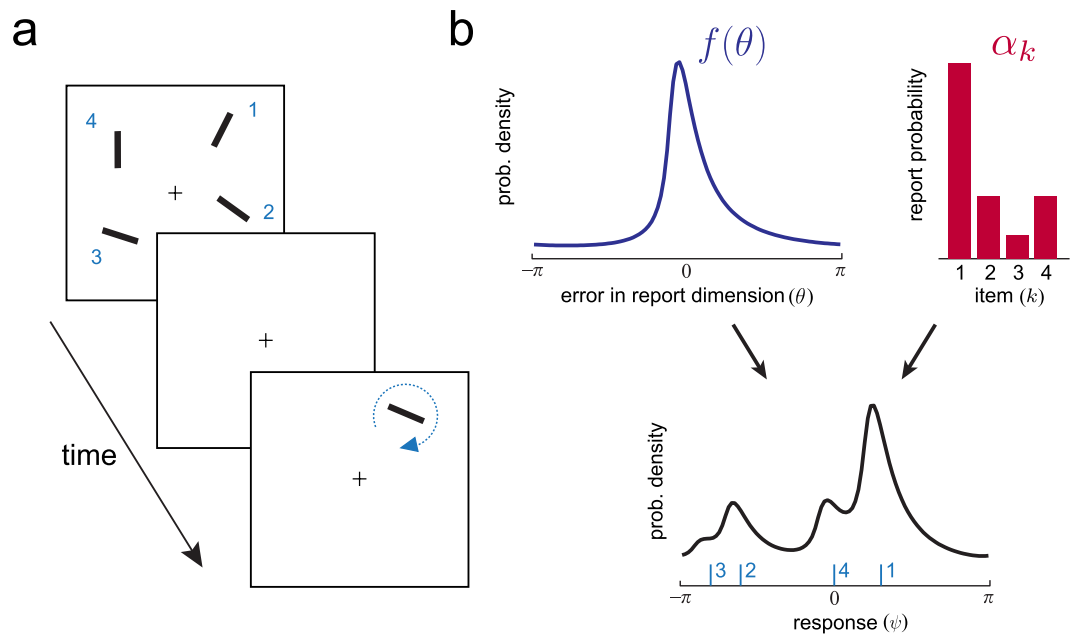 a
4
1
2
3
+
+
+
time
b
f(θ)
prob. density
−π
0
π
error in report dimension (θ)
αₖ
report probability
1 2 3 4
item (k)
prob. density
3 2 4 1
−π
0
π
response (ψ)